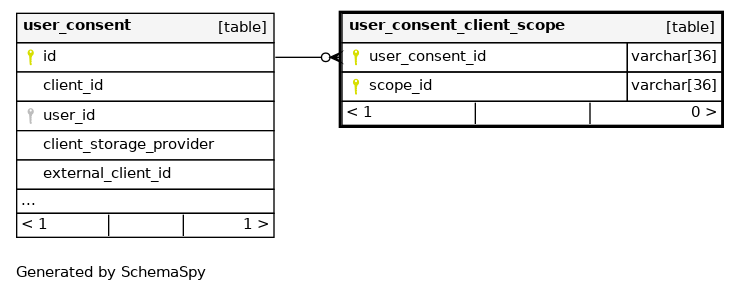 user_consent [table]
id
client_id
user_id
client_storage_provider
external_client_id
...
< 1 1 >
user_consent_client_scope [table]
user_consent_id varchar[36]
scope_id varchar[36]
< 1 0 >
Generated by SchemaSpy